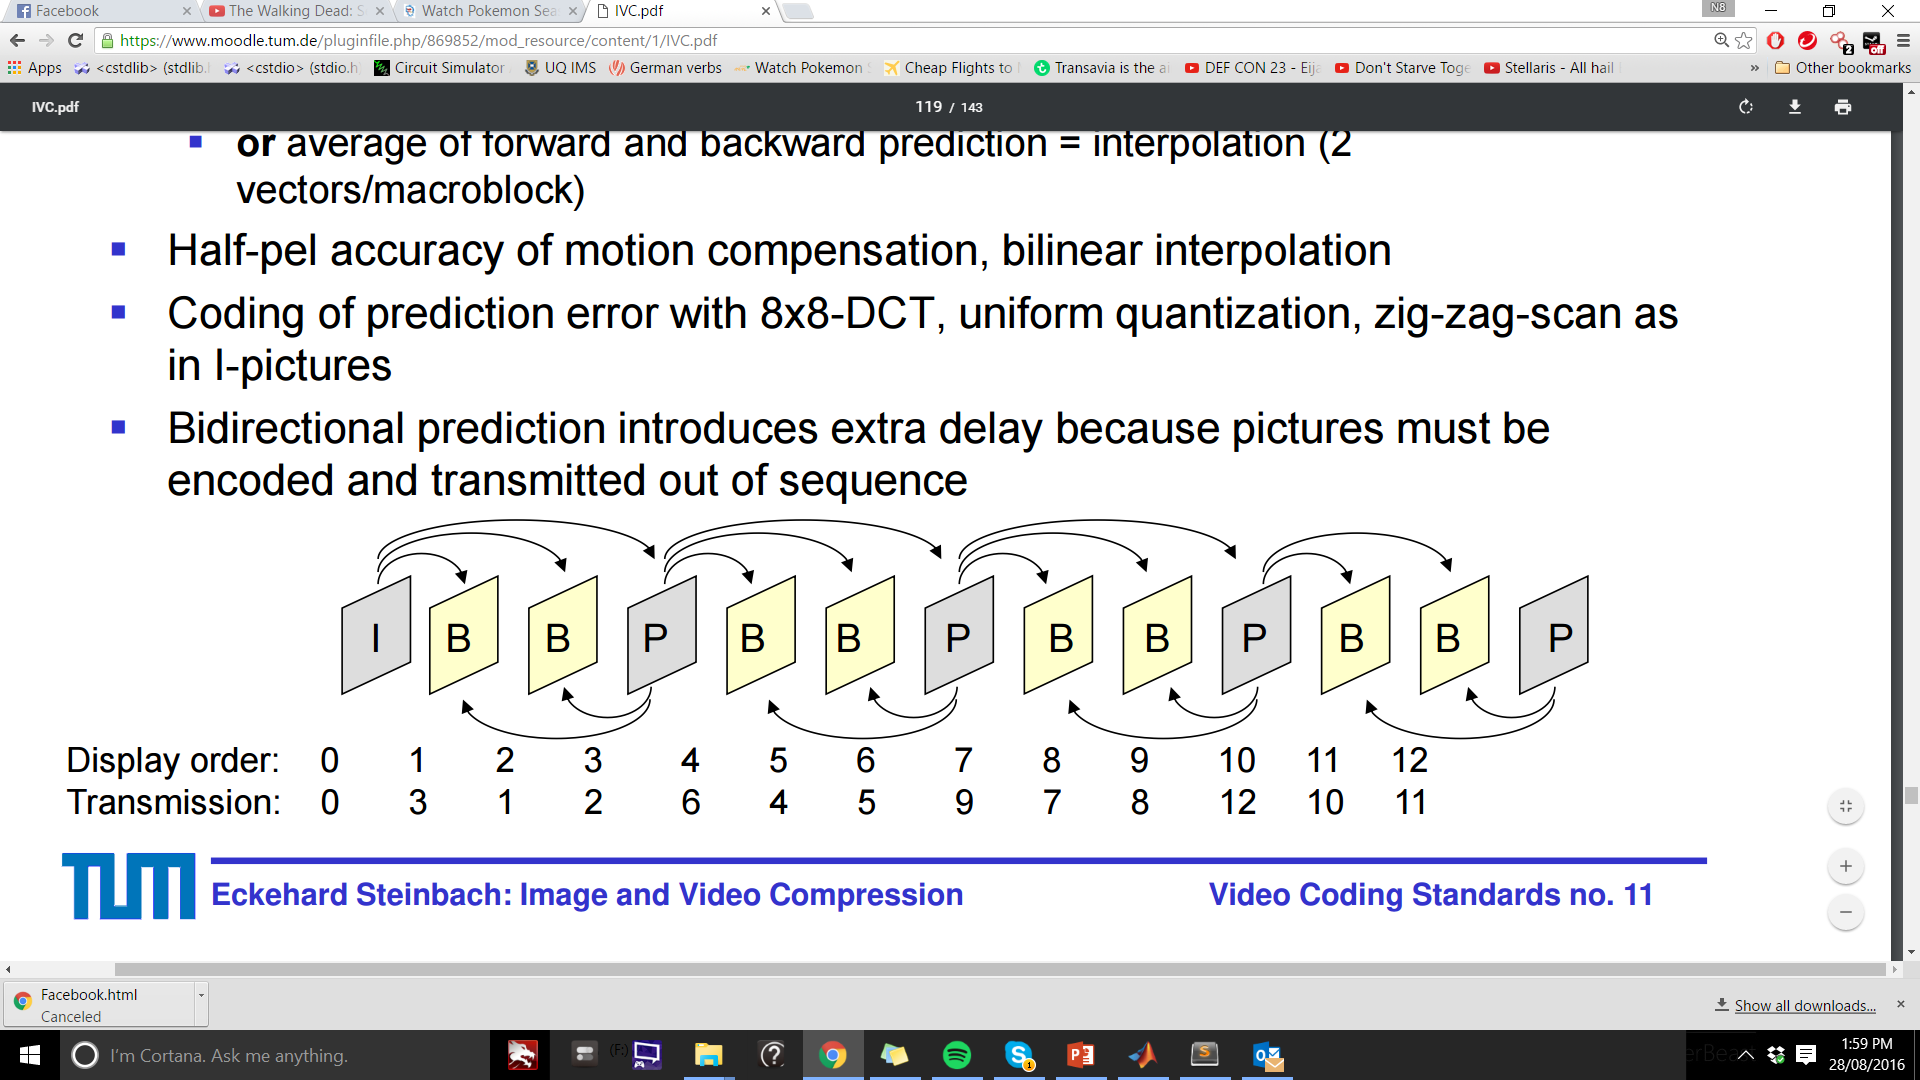 Facebook
The Walking Dead: S
Watch Pokemon Sea
IVC.pdf
N8
https://www.moodle.tum.de/pluginfile.php/869852/mod_resource/content/1/IVC.pdf
2
off
Apps
<cstdlib> (stdlib.
<cstdio> (stdio.h
Circuit Simulator
UQ IMS
German verbs
Watch Pokemon
Cheap Flights to
Transavia is the ai
DEF CON 23 - Eija
Don't Starve Toge
Stellaris - All hail
»
Other bookmarks
IVC.pdf
119 / 143
or average of forward and backward prediction = interpolation (2
vectors/macroblock)
Half-pel accuracy of motion compensation, bilinear interpolation
Coding of prediction error with 8x8-DCT, uniform quantization, zig-zag-scan as
in I-pictures
Bidirectional prediction introduces extra delay because pictures must be
encoded and transmitted out of sequence
I B B P B B P B B P B B P
Display order: 0 1 2 3 4 5 6 7 8 9 10 11 12
Transmission: 0 3 1 2 6 4 5 9 7 8 12 10 11
TUM
Eckehard Steinbach: Image and Video Compression
Video Coding Standards no. 11
Facebook.html
Canceled
Show all downloads...
I'm Cortana. Ask me anything.
(F:)
1
1:59 PM
28/08/2016